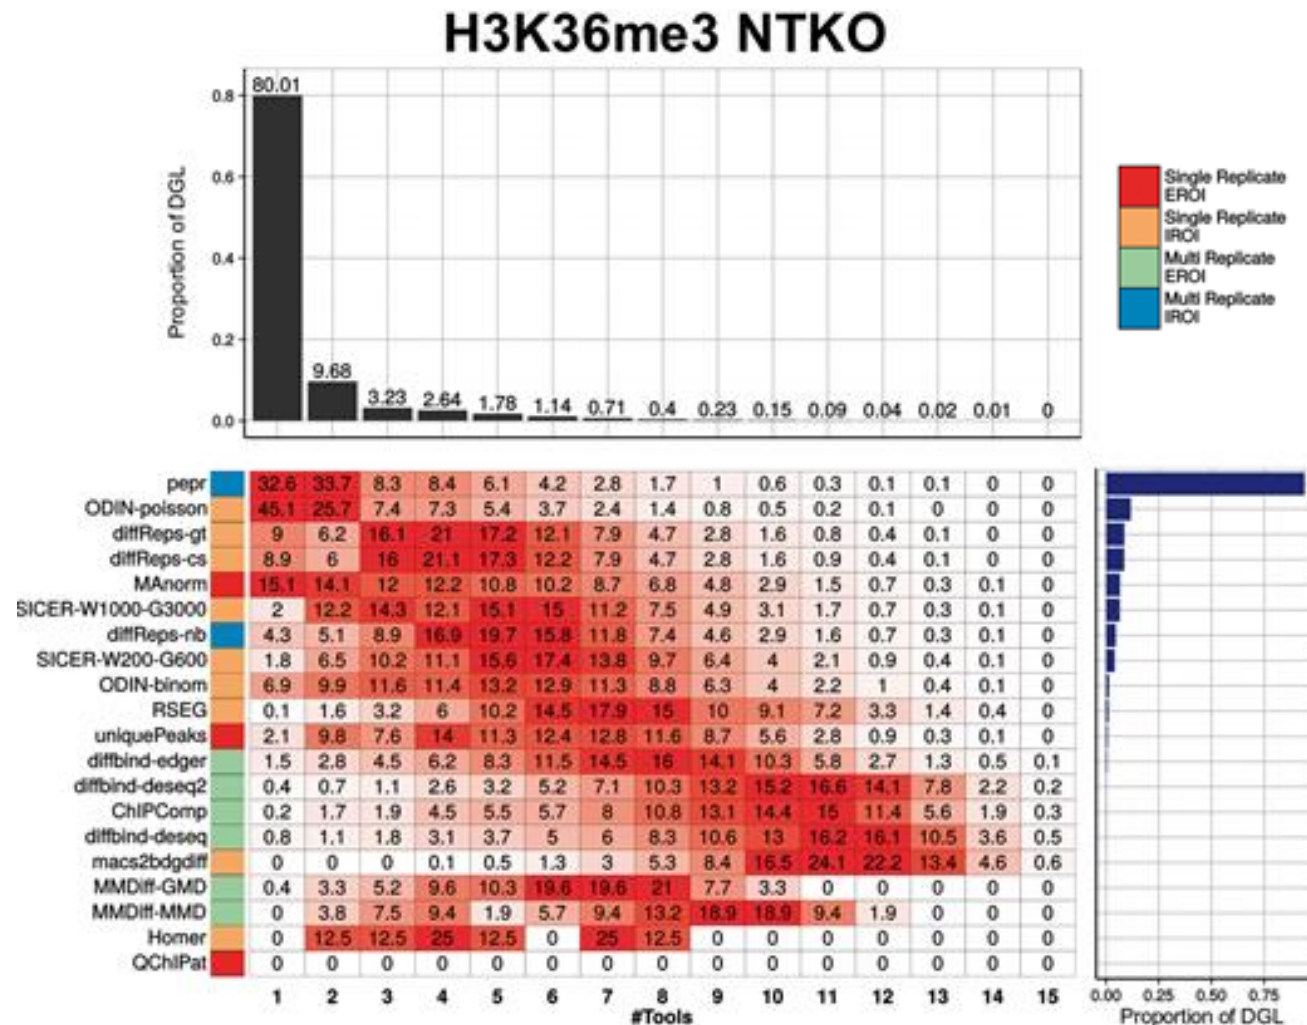 H3K36me3 NTKO
80.01
0.8
0.6
0.4
0.2
0.0
Proportion of DGL
9.68
3.23
2.64
1.78
1.14
0.71
0.4
0.23
0.15
0.09
0.04
0.02
0.01
0
Single Replicate
EROI
Single Replicate
IROI
Multi Replicate
EROI
Multi Replicate
IROI
pepr 32.6 33.7 8.3 8.4 6.1 4.2 2.8 1.7 1 0.6 0.3 0.1 0.1 0 0
ODIN-poisson 45.1 25.7 7.4 7.3 5.4 3.7 2.4 1.4 0.8 0.5 0.2 0.1 0 0 0
diffReps-gt 9 6.2 16.1 21 17.2 12.1 7.9 4.7 2.8 1.6 0.8 0.4 0.1 0 0
diffReps-cs 8.9 6 16 21.1 17.3 12.2 7.9 4.7 2.8 1.6 0.9 0.4 0.1 0 0
MAnorm 15.1 14.1 12 12.2 10.8 10.2 8.7 6.8 4.8 2.9 1.5 0.7 0.3 0.1 0
SICER-W1000-G3000 2 12.2 14.3 12.1 15.1 15 11.2 7.5 4.9 3.1 1.7 0.7 0.3 0.1 0
diffReps-nb 4.3 5.1 8.9 16.9 19.7 15.8 11.8 7.4 4.6 2.9 1.6 0.7 0.3 0.1 0
SICER-W200-G600 1.8 6.5 10.2 11.1 15.6 17.4 13.8 9.7 6.4 4 2.1 0.9 0.4 0.1 0
ODIN-binom 6.9 9.9 11.6 11.4 13.2 12.9 11.3 8.8 6.3 4 2.2 1 0.4 0.1 0
RSEG 0.1 1.6 3.2 6 10.2 14.5 17.9 15 10 9.1 7.2 3.3 1.4 0.4 0
uniquePeaks 2.1 9.8 7.6 14 11.3 12.4 12.8 11.6 8.7 5.6 2.8 0.9 0.3 0.1 0
diffbind-edger 1.5 2.8 4.5 6.2 8.3 11.5 14.5 16 14.1 10.3 5.8 2.7 1.3 0.5 0.1
diffbind-deseq2 0.4 0.7 1.1 2.6 3.2 5.2 7.1 10.3 13.2 15.2 16.6 14.1 7.8 2.2 0.2
ChIPComp 0.2 1.7 1.9 4.5 5.5 5.7 8 10.8 13.1 14.4 15 11.4 5.6 1.9 0.3
diffbind-deseq 0.8 1.1 1.8 3.1 3.7 5 6 8.3 10.6 13 16.2 16.1 10.5 3.6 0.5
macs2bdgdiff 0 0 0 0.1 0.5 1.3 3 5.3 8.4 16.5 24.1 22.2 13.4 4.6 0.6
MMDiff-GMD 0.4 3.3 5.2 9.6 10.3 19.6 19.6 21 7.7 3.3 0 0 0 0 0
MMDiff-MMD 0 3.8 7.5 9.4 1.9 5.7 9.4 13.2 18.9 18.9 9.4 1.9 0 0 0
Homer 0 12.5 12.5 25 12.5 0 25 12.5 0 0 0 0 0 0 0
QChIPat 0 0 0 0 0 0 0 0 0 0 0 0 0 0 0
1 2 3 4 5 6 7 8 9 10 11 12 13 14 15
#Tools
0.00 0.25 0.50 0.75
Proportion of DGL